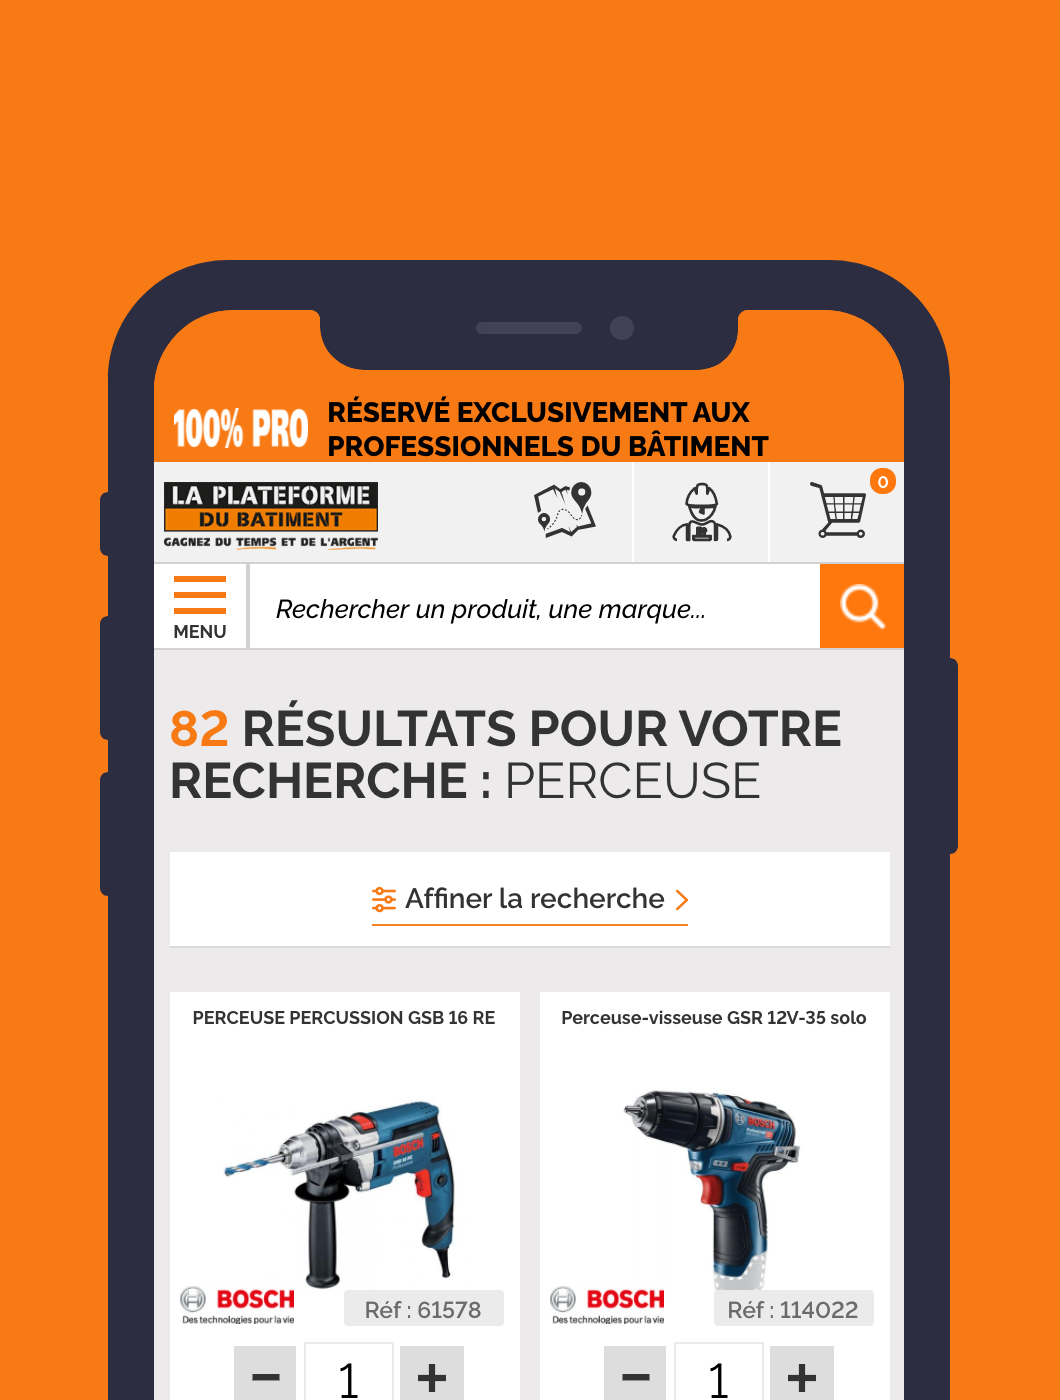 100% PRO
RÉSERVÉ EXCLUSIVEMENT AUX
PROFESSIONNELS DU BÂTIMENT
LA PLATEFORME
DU BATIMENT
GAGNEZ DU TEMPS ET DE L'ARGENT
0
MENU
Rechercher un produit, une marque...
82 RÉSULTATS POUR VOTRE
RECHERCHE : PERCEUSE
Affiner la recherche
PERCEUSE PERCUSSION GSB 16 RE
BOSCH
BOSCH
Des technologies pour la vie
Réf : 61578
− 1 +
Perceuse-visseuse GSR 12V-35 solo
BOSCH
BOSCH
Des technologies pour la vie
Réf : 114022
− 1 +